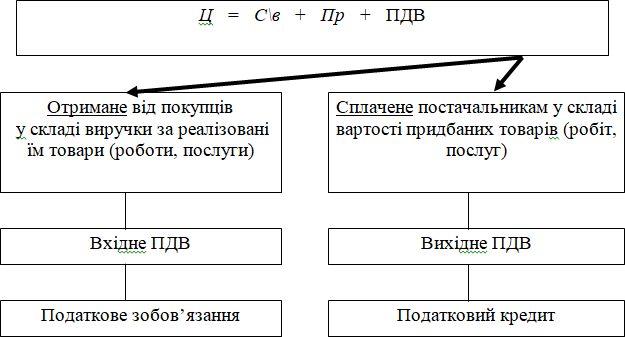 Ц = С\в + Пр + ПДВ
Отримане від покупців
у складі виручки за реалізовані
їм товари (роботи, послуги)
Сплачене постачальникам у складі
вартості придбаних товарів (робіт,
послуг)
Вхідне ПДВ
Вихідне ПДВ
Податкове зобов’язання
Податковий кредит